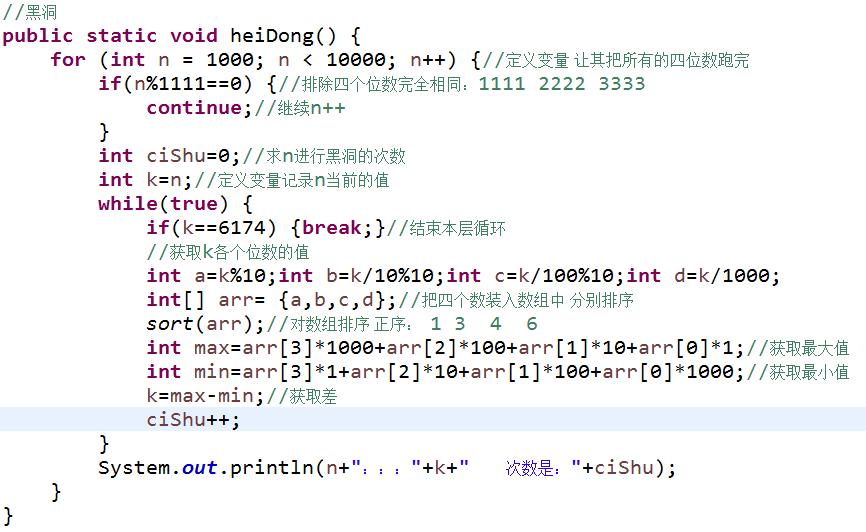 //黑洞
public static void heiDong() {
    for (int n = 1000; n < 10000; n++) {//定义变量 让其把所有的四位数跑完
        if(n%1111==0) {//排除四个位数完全相同：1111 2222 3333
            continue;//继续n++
        }
        int ciShu=0;//求n进行黑洞的次数
        int k=n;//定义变量记录n当前的值
        while(true) {
            if(k==6174) {break;}//结束本层循环
            //获取k各个位数的值
            int a=k%10;int b=k/10%10;int c=k/100%10;int d=k/1000;
            int[] arr= {a,b,c,d};//把四个数装入数组中 分别排序
            sort(arr);//对数组排序 正序： 1 3  4  6
            int max=arr[3]*1000+arr[2]*100+arr[1]*10+arr[0]*1;//获取最大值
            int min=arr[3]*1+arr[2]*10+arr[1]*100+arr[0]*1000;//获取最小值
            k=max-min;//获取差
            ciShu++;
        }
        System.out.println(n+"：：："+k+"   次数是："+ciShu);
    }
}